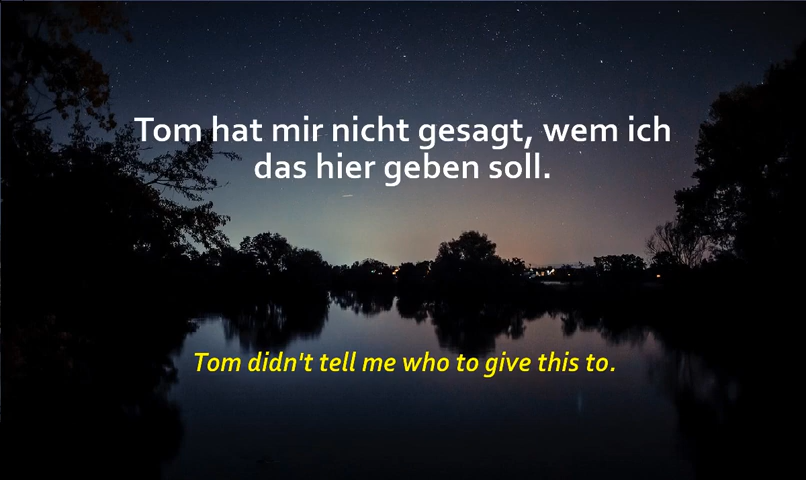 Tom hat mir nicht gesagt, wem ich
das hier geben soll.
Tom didn't tell me who to give this to.